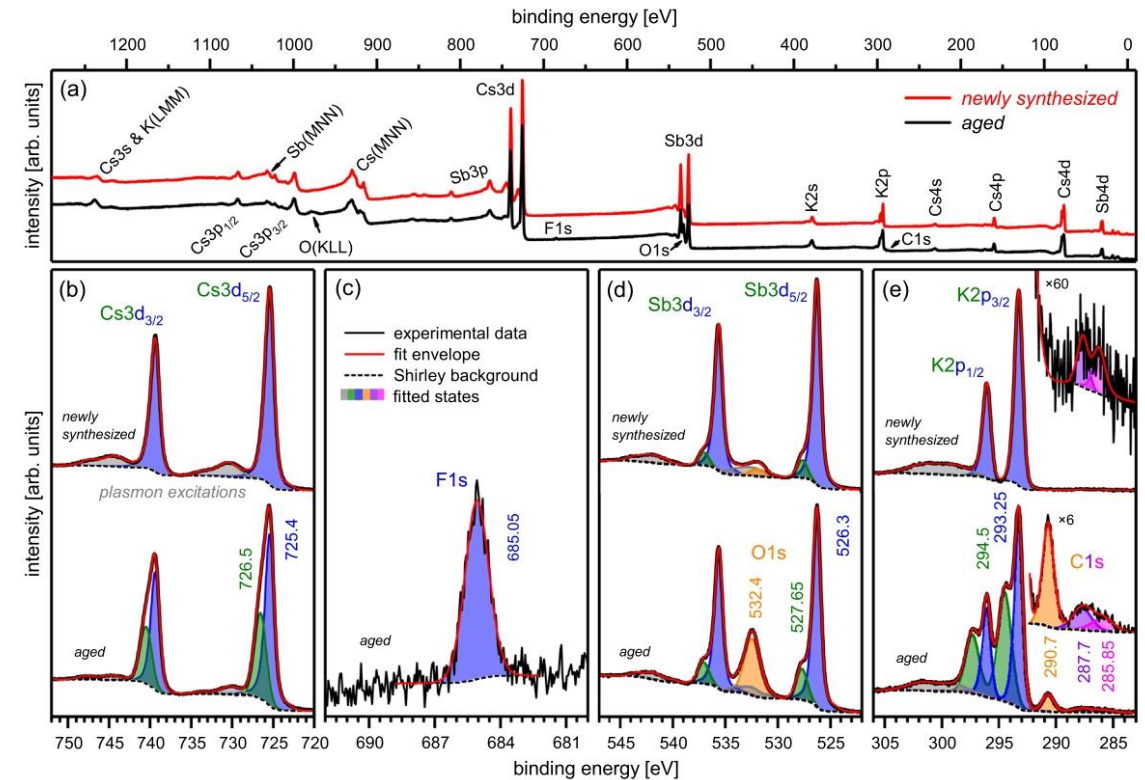 binding energy [eV]
1200 1100 1000 900 800 700 600 500 400 300 200 100 0
(a)
intensity [arb. units]
newly synthesized
aged
Cs3s & K(LMM)
Sb(MNN)
Cs(MNN)
Sb3p
Cs3d
Sb3d
K2s
K2p
Cs4s
Cs4p
Cs4d
Sb4d
Cs3p1/2
Cs3p3/2
O(KLL)
F1s
O1s
C1s
(b)
Cs3d5/2
Cs3d3/2
newly
synthesized
plasmon excitations
726.5
725.4
aged
750 745 740 735 730 725 720
(c)
experimental data
fit envelope
Shirley background
fitted states
F1s
685.05
aged
690 687 684 681
(d)
Sb3d5/2
Sb3d3/2
newly
synthesized
O1s
532.4
527.65
526.3
aged
545 540 535 530 525
(e)
×60
K2p3/2
K2p1/2
newly
synthesized
294.5
293.25
×6
C1s
290.7
287.7
285.85
aged
305 300 295 290 285
intensity [arb. units]
binding energy [eV]